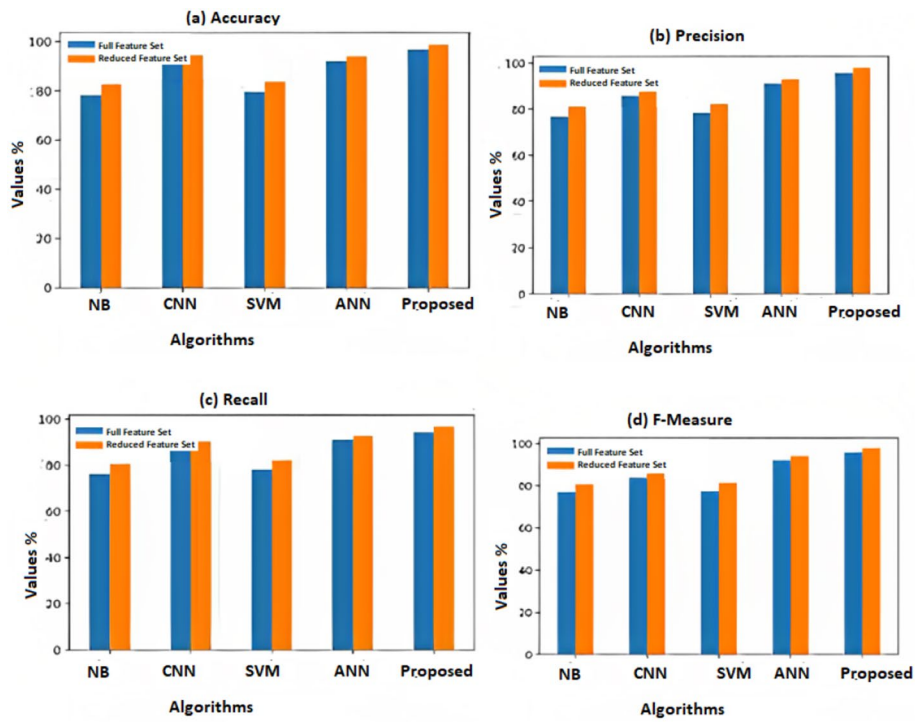 (a) Accuracy
100
80
60
40
20
0
Values %
Full Feature Set
Reduced Feature Set
NB CNN SVM ANN Proposed
Algorithms
(b) Precision
100
80
60
40
20
0
Values %
Full Feature Set
Reduced Feature Set
NB CNN SVM ANN Proposed
Algorithms
(c) Recall
100
80
60
40
20
0
Values %
Full Feature Set
Reduced Feature Set
NB CNN SVM ANN Proposed
Algorithms
(d) F-Measure
100
80
60
40
20
0
Values %
Full Feature Set
Reduced Feature Set
NB CNN SVM ANN Proposed
Algorithms